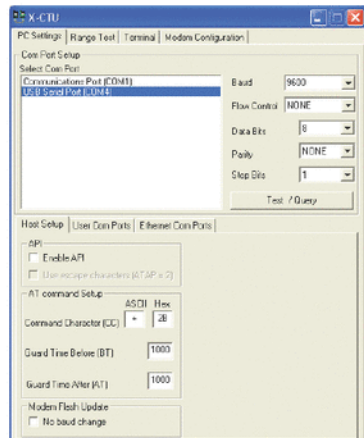 X-CTU
PC Settings Range Test Terminal Modem Configuration
Com Port Setup
Select Com Port
Communications Port (COM1)
USB Serial Port (COM4)
Baud 9600
Flow Control NONE
Data Bits 8
Parity NONE
Stop Bits 1
Test / Query
Host Setup User Com Ports Ethernet Com Ports
API
Enable API
Use escape characters (ATAP = 2)
AT command Setup
ASCII Hex
Command Character (CC) + 2B
Guard Time Before (BT) 1000
Guard Time After (AT) 1000
Modem Flash Update
No baud change